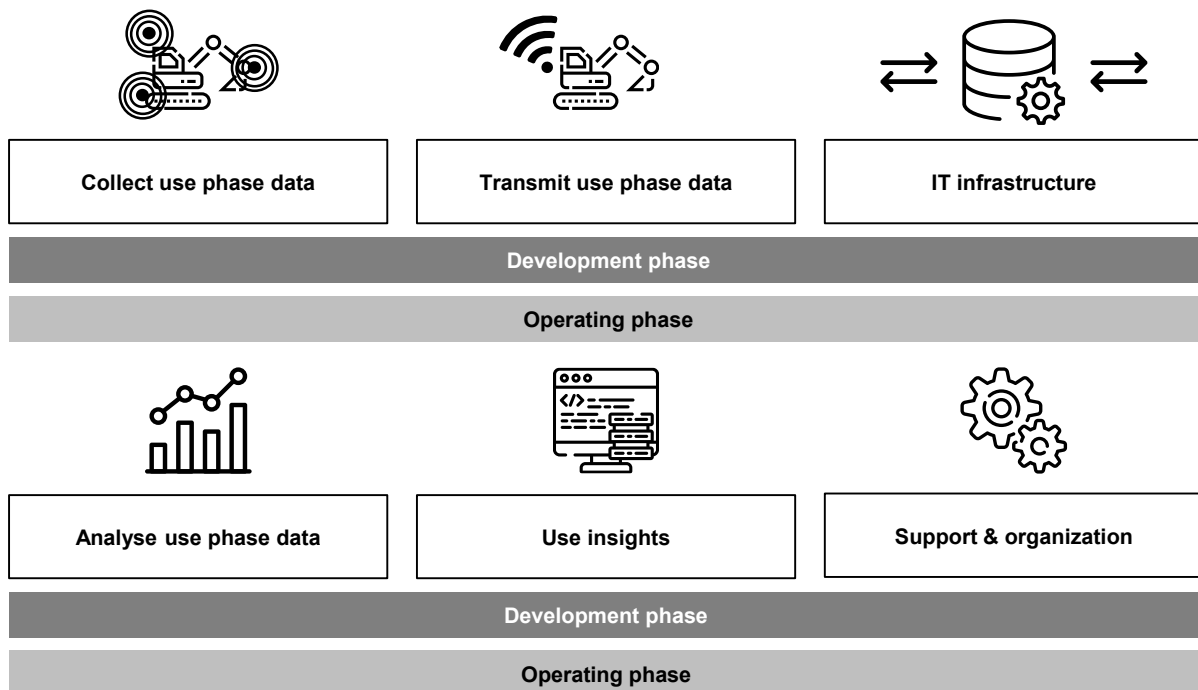 Collect use phase data
Transmit use phase data
IT infrastructure
Development phase
Operating phase
</>
Analyse use phase data
Use insights
Support & organization
Development phase
Operating phase